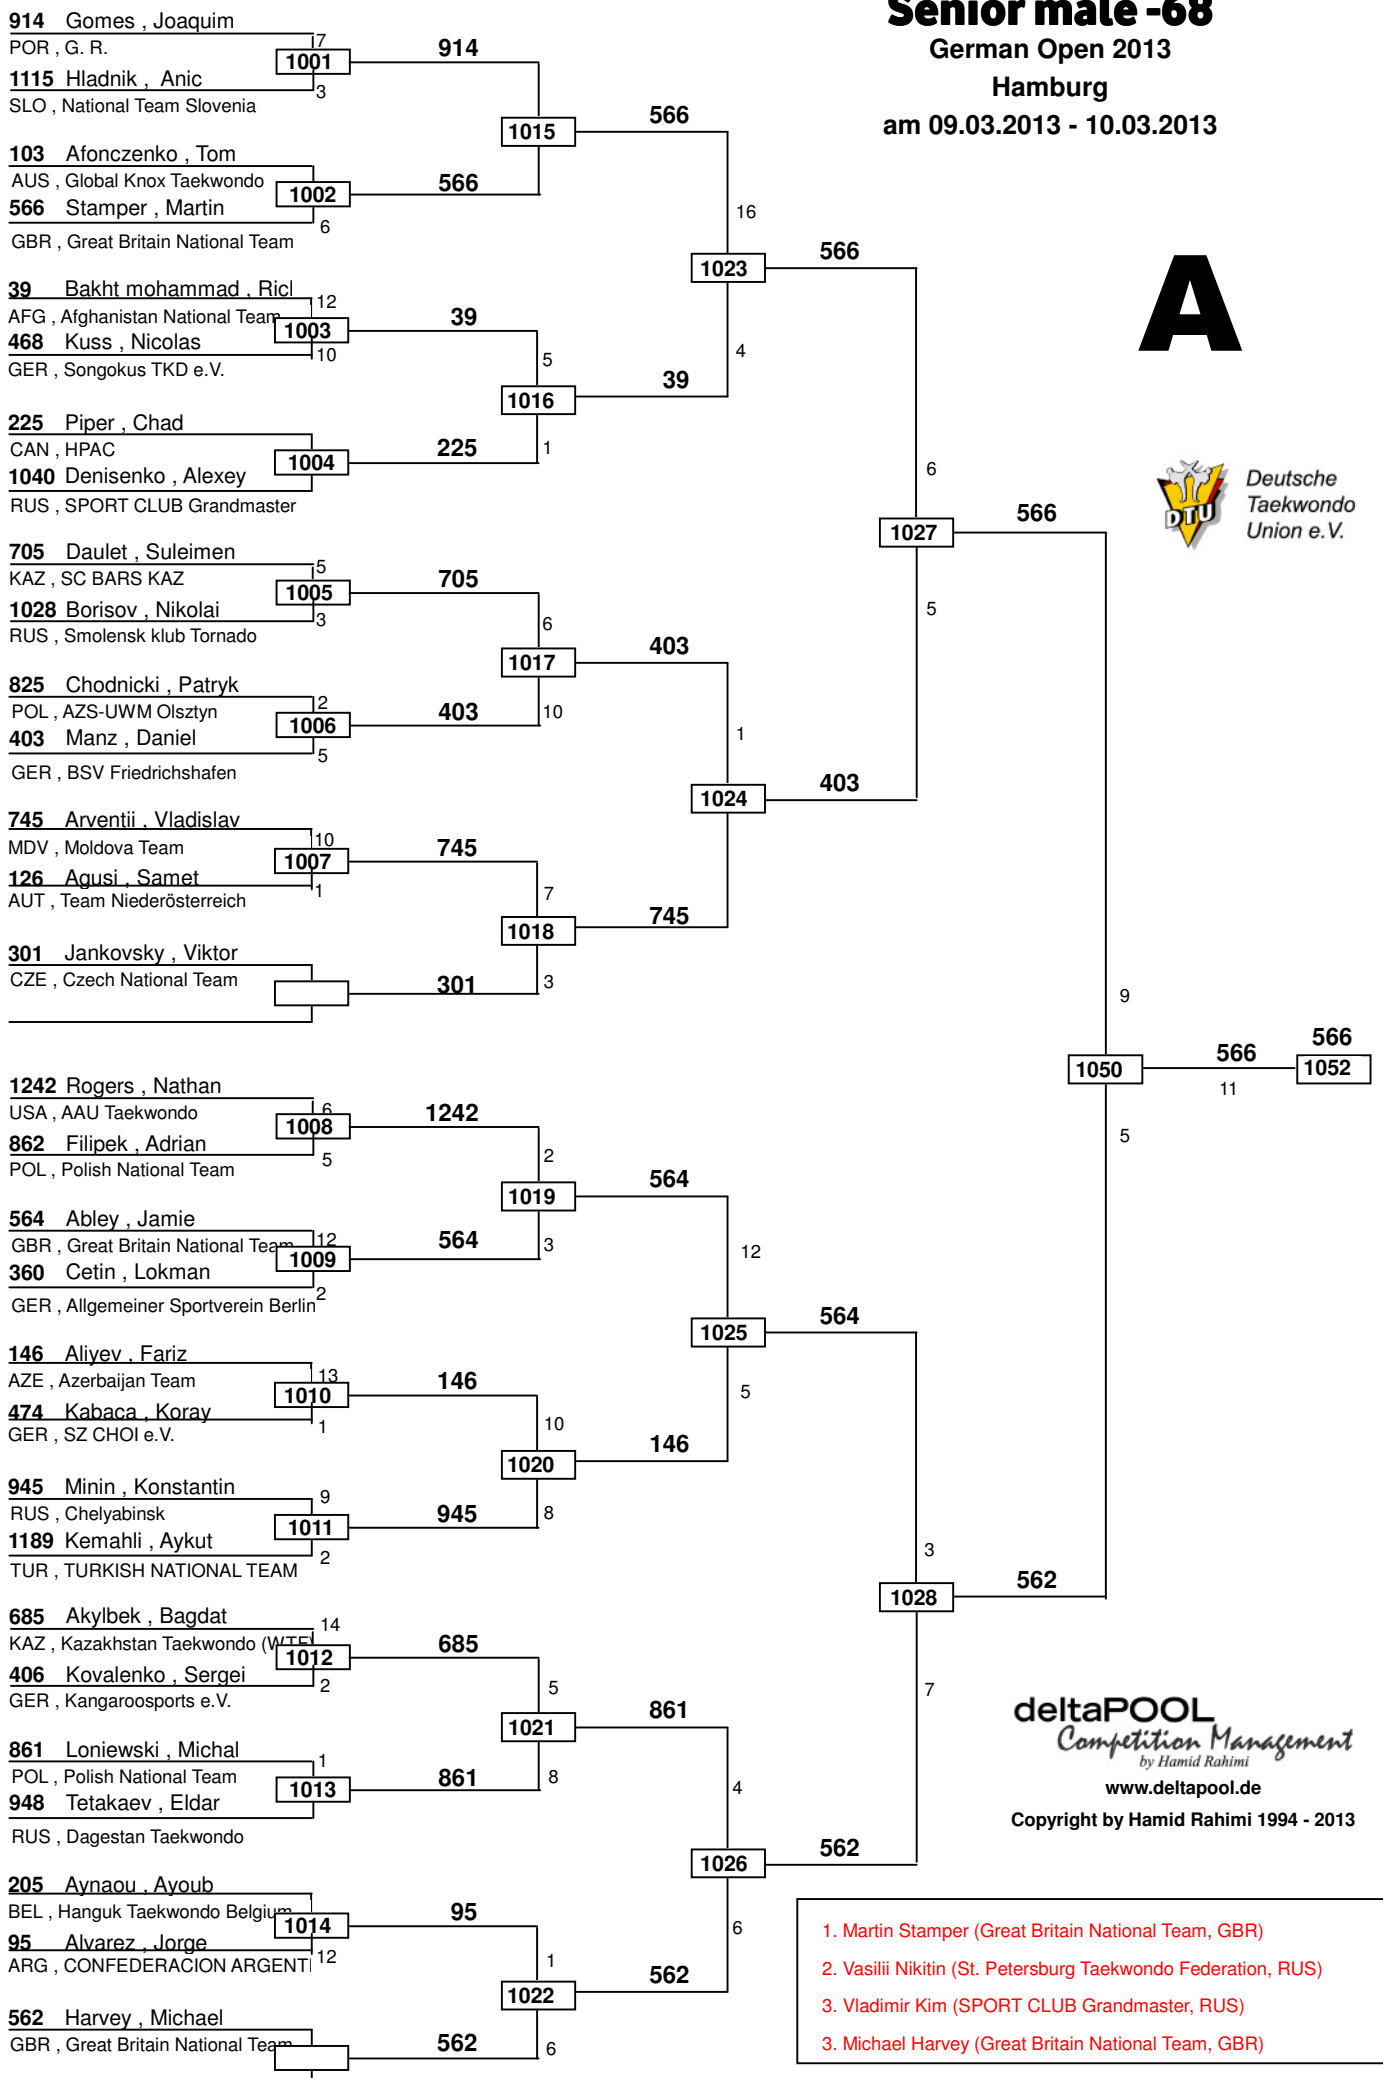 Senior male -68
German Open 2013
Hamburg
am 09.03.2013 - 10.03.2013
A
Deutsche
Taekwondo
Union e.V.
DTU
914 Gomes , Joaquim
POR , G. R.
7
1001
914
1115 Hladnik , Anic
3
SLO , National Team Slovenia
1015
566
103 Afonczenko , Tom
AUS , Global Knox Taekwondo
1002
566
566 Stamper , Martin
6
GBR , Great Britain National Team
16
1023
566
39 Bakht mohammad , Ricl
12
AFG , Afghanistan National Team
1003
39
468 Kuss , Nicolas
10
GER , Songokus TKD e.V.
5
4
1016
39
225 Piper , Chad
CAN , HPAC
1004
225
1
1040 Denisenko , Alexey
RUS , SPORT CLUB Grandmaster
6
1027
566
705 Daulet , Suleimen
5
KAZ , SC BARS KAZ
1005
705
1028 Borisov , Nikolai
3
RUS , Smolensk klub Tornado
6
5
1017
403
825 Chodnicki , Patryk
2
POL , AZS-UWM Olsztyn
1006
403
10
403 Manz , Daniel
5
GER , BSV Friedrichshafen
1
1024
403
745 Arventii , Vladislav
10
MDV , Moldova Team
1007
745
126 Agusi , Samet
1
AUT , Team Niederösterreich
7
1018
745
301 Jankovsky , Viktor
CZE , Czech National Team
301
3
9
1050
566
11
566
1052
5
1242 Rogers , Nathan
6
USA , AAU Taekwondo
1008
1242
862 Filipek , Adrian
5
POL , Polish National Team
2
1019
564
564 Abley , Jamie
12
GBR , Great Britain National Team
1009
564
3
360 Cetin , Lokman
2
GER , Allgemeiner Sportverein Berlin
12
1025
564
146 Aliyev , Fariz
13
AZE , Azerbaijan Team
1010
146
474 Kabaca , Koray
1
GER , SZ CHOI e.V.
10
5
1020
146
945 Minin , Konstantin
9
RUS , Chelyabinsk
1011
945
8
1189 Kemahli , Aykut
2
TUR , TURKISH NATIONAL TEAM
3
1028
562
685 Akylbek , Bagdat
14
KAZ , Kazakhstan Taekwondo (WTF)
1012
685
406 Kovalenko , Sergei
2
GER , Kangaroosports e.V.
5
7
1021
861
861 Loniewski , Michal
1
POL , Polish National Team
1013
861
8
948 Tetakaev , Eldar
RUS , Dagestan Taekwondo
4
1026
562
205 Aynaou , Ayoub
BEL , Hanguk Taekwondo Belgium
1014
95
95 Alvarez , Jorge
12
ARG , CONFEDERACION ARGENTI
1
6
1022
562
562 Harvey , Michael
GBR , Great Britain National Team
562
6
deltaPOOL
Competition Management
by Hamid Rahimi
www.deltapool.de
Copyright by Hamid Rahimi 1994 - 2013
1. Martin Stamper (Great Britain National Team, GBR)
2. Vasilii Nikitin (St. Petersburg Taekwondo Federation, RUS)
3. Vladimir Kim (SPORT CLUB Grandmaster, RUS)
3. Michael Harvey (Great Britain National Team, GBR)